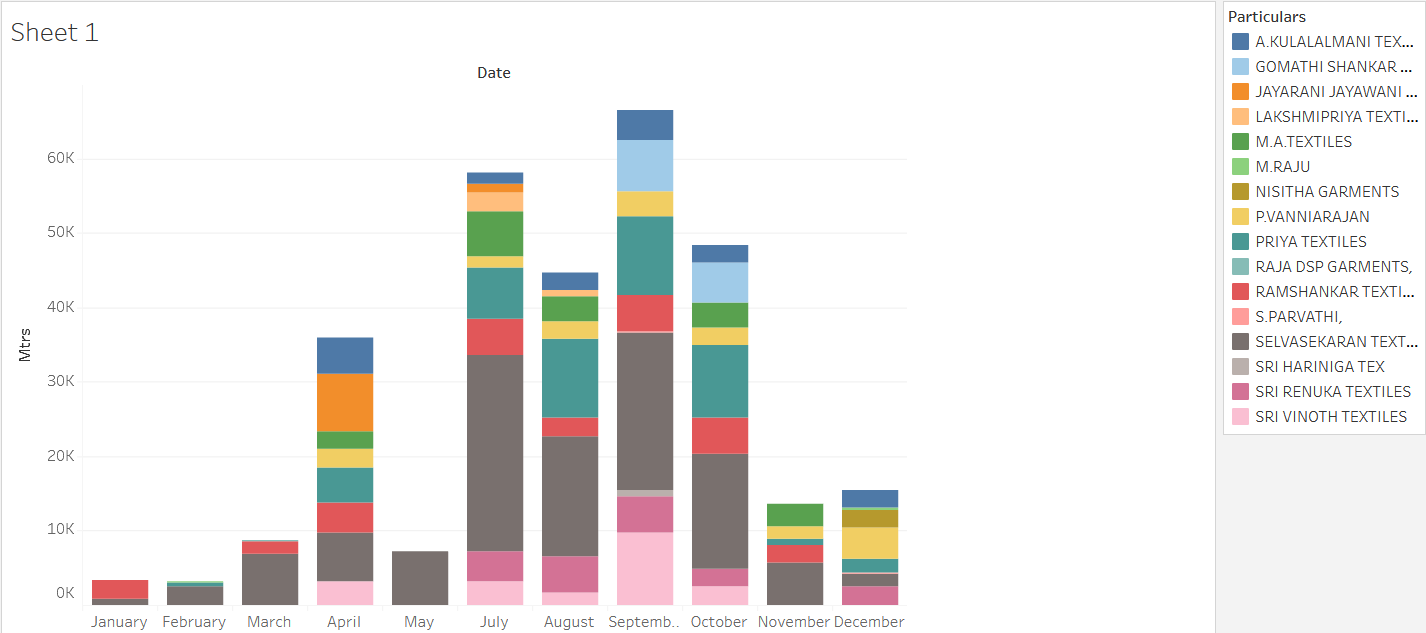 Sheet 1
Date
Mtrs
60K
50K
40K
30K
20K
10K
0K
January February March April May July August Septemb.. October November December
Particulars
A.KULALALMANI TEX...
GOMATHI SHANKAR ...
JAYARANI JAYAWANI ...
LAKSHMIPRIYA TEXTI...
M.A.TEXTILES
M.RAJU
NISITHA GARMENTS
P.VANNIARAJAN
PRIYA TEXTILES
RAJA DSP GARMENTS,
RAMSHANKAR TEXTI...
S.PARVATHI,
SELVASEKARAN TEXT...
SRI HARINIGA TEX
SRI RENUKA TEXTILES
SRI VINOTH TEXTILES